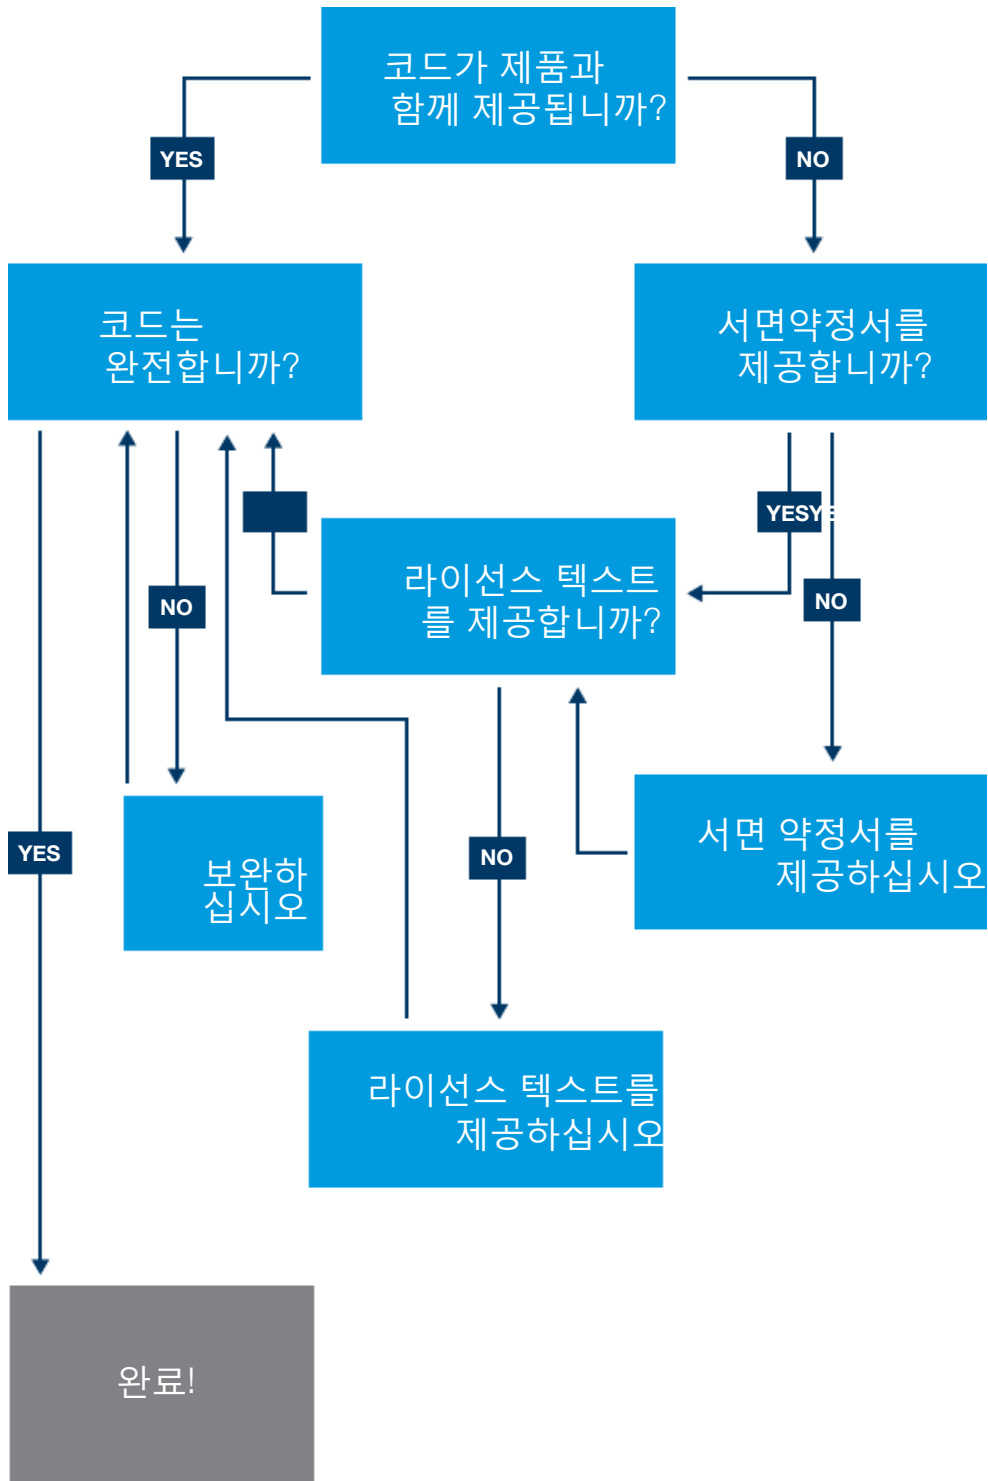 코드가 제품과
함께 제공됩니까?
YES
NO
코드는
완전합니까?
서면약정서를
제공합니까?
YESYE
라이선스 텍스트
를 제공합니까?
NO
NO
서면 약정서를
제공하십시오
YES
NO
보완하
십시오
라이선스 텍스트를
제공하십시오
완료!